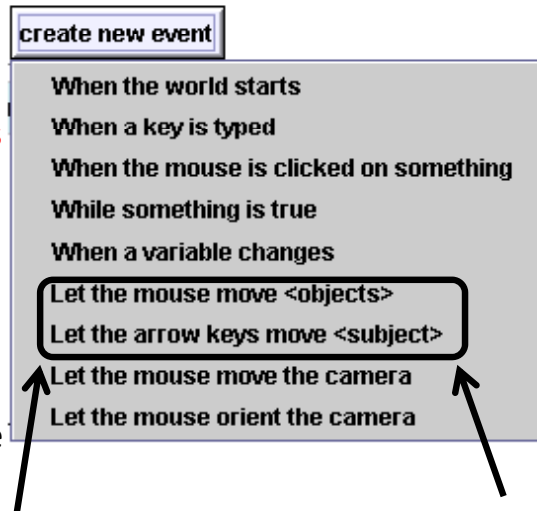 create new event
When the world starts
When a key is typed
When the mouse is clicked on something
While something is true
When a variable changes
Let the mouse move <objects>
Let the arrow keys move <subject>
Let the mouse move the camera
Let the mouse orient the camera